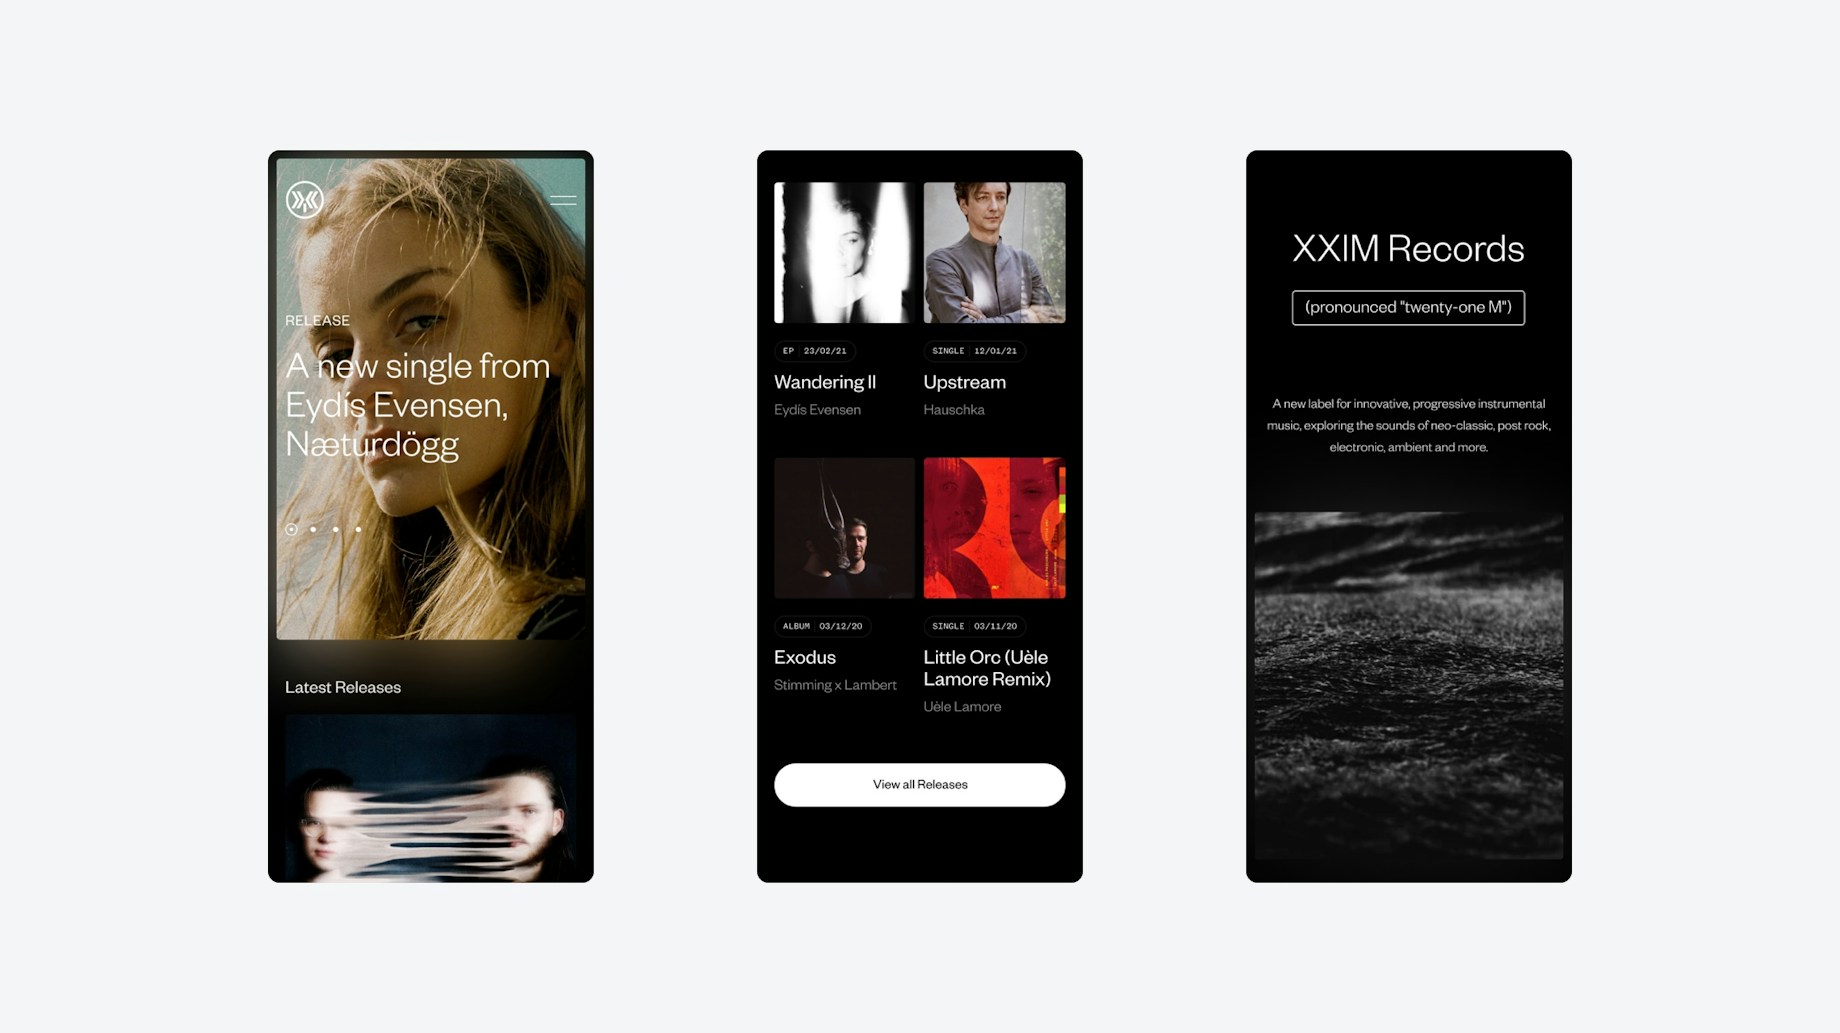 RELEASE
A new single from
Eydís Evensen,
Næturdögg
Latest Releases
EP | 23/02/21
Wandering II
Eydís Evensen
SINGLE | 12/01/21
Upstream
Hauschka
ALBUM | 03/12/20
Exodus
Stimming x Lambert
SINGLE | 03/11/20
Little Orc (Uèle
Lamore Remix)
Uèle Lamore
View all Releases
XXIM Records
(pronounced "twenty-one M")
A new label for innovative, progressive instrumental
music, exploring the sounds of neo-classic, post rock,
electronic, ambient and more.